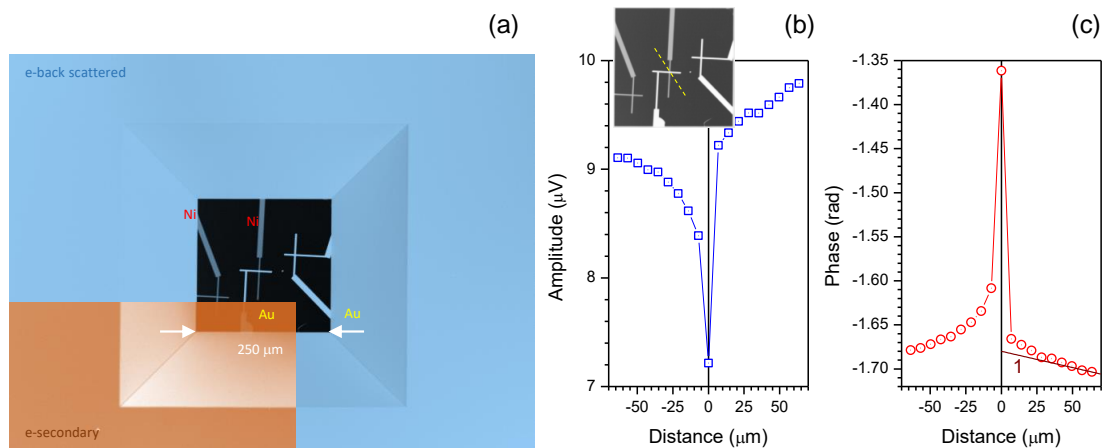 (a)
e-back scattered
Ni
Ni
Au
Au
250 μm
e-secondary
(b)
10
9
8
7
Amplitude (μV)
-50 -25 0 25 50
Distance (μm)
(c)
-1.35
-1.40
-1.45
-1.50
-1.55
-1.60
-1.65
-1.70
Phase (rad)
1
-50 -25 0 25 50
Distance (μm)